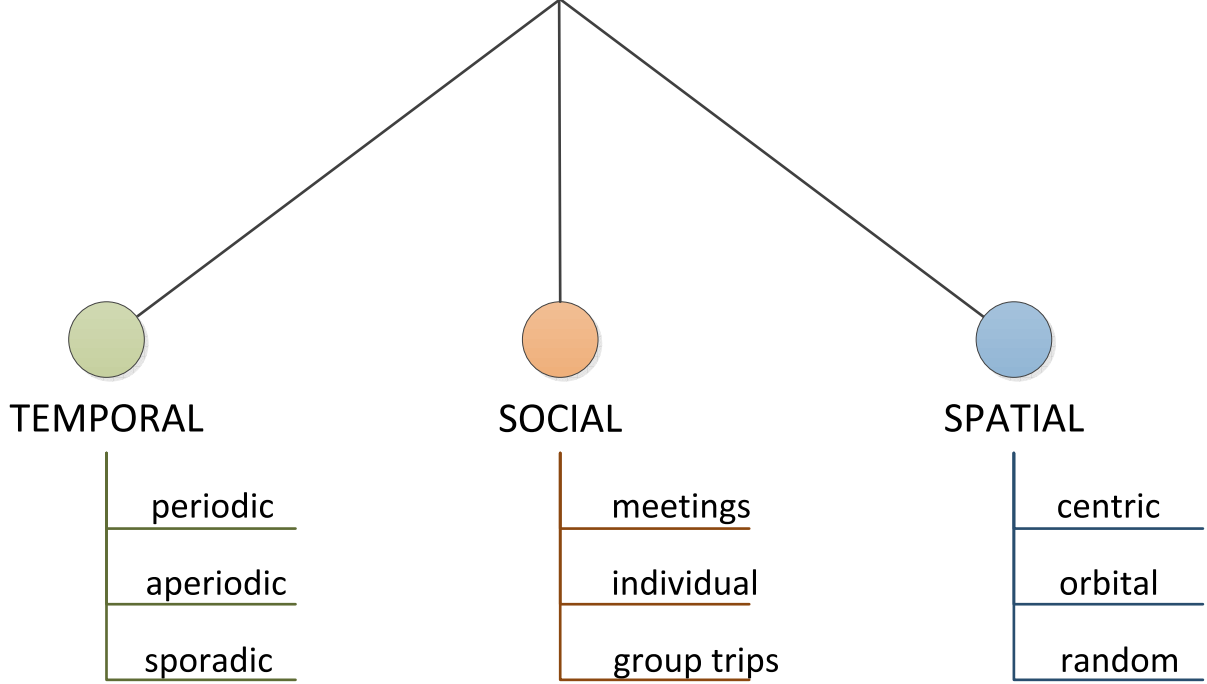 TEMPORAL
periodic
aperiodic
sporadic
SOCIAL
meetings
individual
group trips
SPATIAL
centric
orbital
random